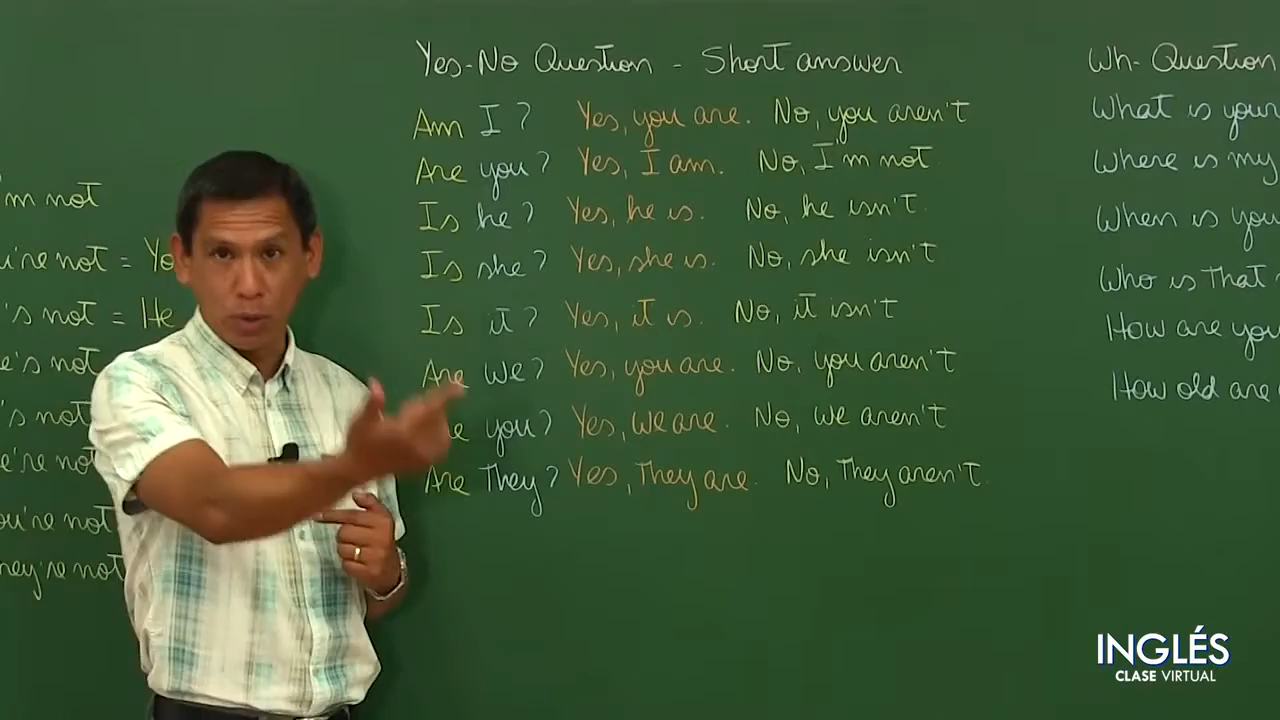 Yes-No Question - Short answer
Am I? Yes, you are. No, you aren't
Are you? Yes, I am. No, I'm not.
Is he? Yes, he is. No, he isn't.
Is she? Yes, she is. No, she isn't
Is it? Yes, it is. No, it isn't
Are we? Yes, you are. No, you aren't
you? Yes, we are. No, we aren't
Are They? Yes, They are. No, They aren't.
Wh- Question
What is your
Where is my
When is you
Who is That
How are you
How old are
'm not
u're not = Yo
's not = He
e's not
's not
e're not
ou're not
hey're not
INGLÉS
CLASE VIRTUAL